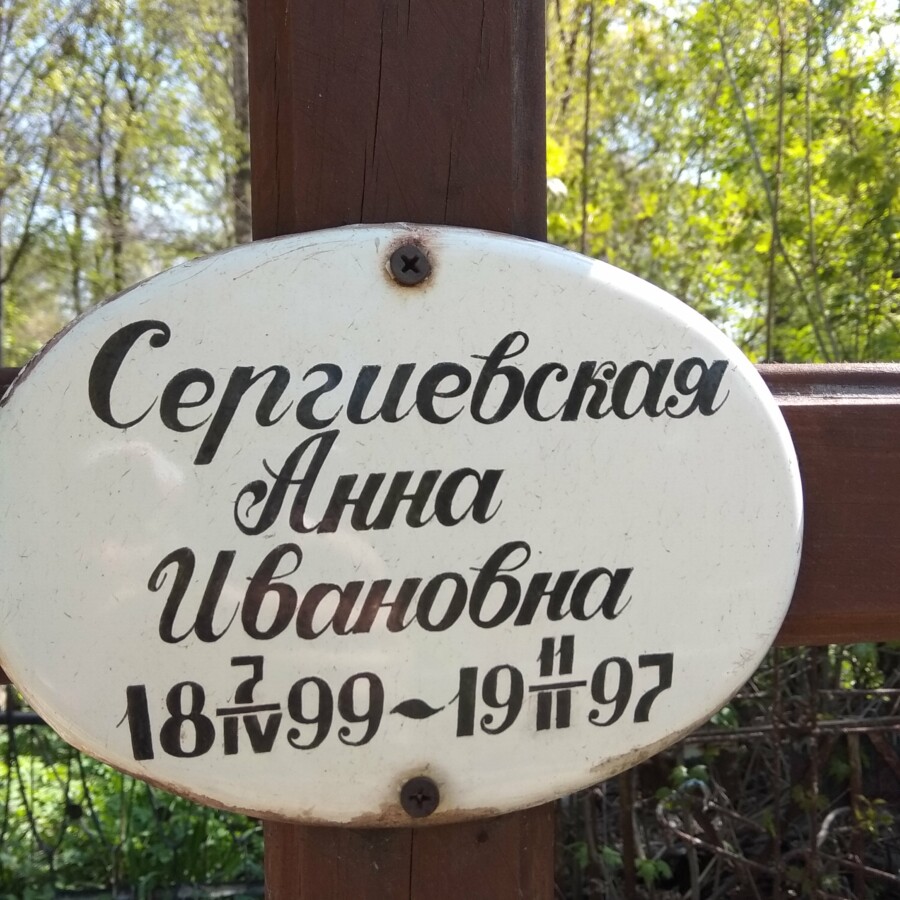 Сергиевская
Анна
Ивановна
18 7/IV 99 ~ 19 11/II 97